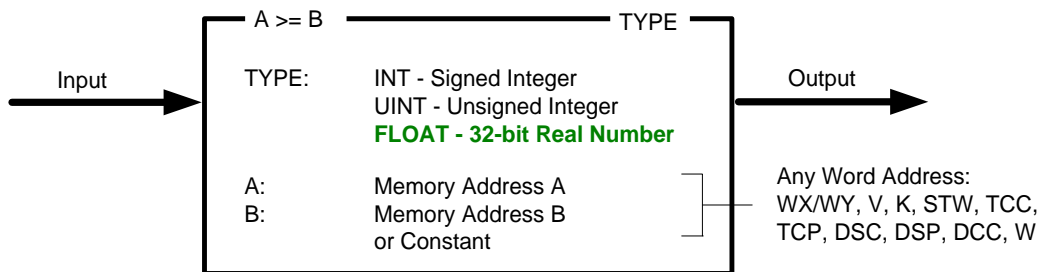 A >= B TYPE
Input
Output
TYPE: INT - Signed Integer
UINT - Unsigned Integer
FLOAT - 32-bit Real Number
A: Memory Address A
B: Memory Address B
or Constant
Any Word Address:
WX/WY, V, K, STW, TCC,
TCP, DSC, DSP, DCC, W